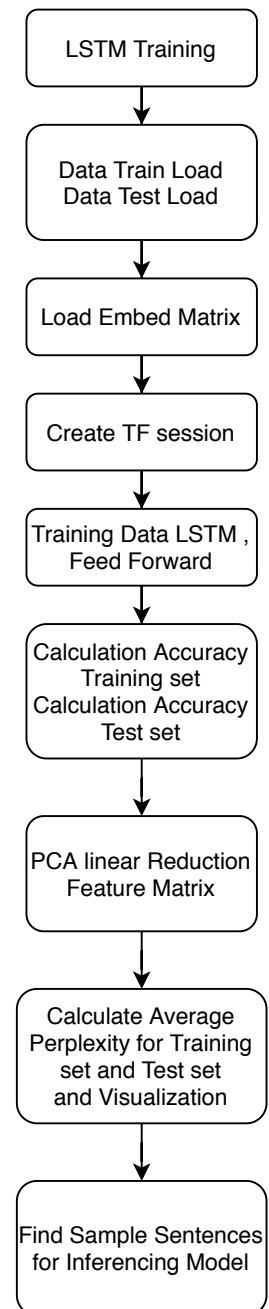 LSTM Training
Data Train Load
Data Test Load
Load Embed Matrix
Create TF session
Training Data LSTM ,
Feed Forward
Calculation Accuracy
Training set
Calculation Accuracy
Test set
PCA linear Reduction
Feature Matrix
Calculate Average
Perplexity for Training
set and Test set
and Visualization
Find Sample Sentences
for Inferencing Model